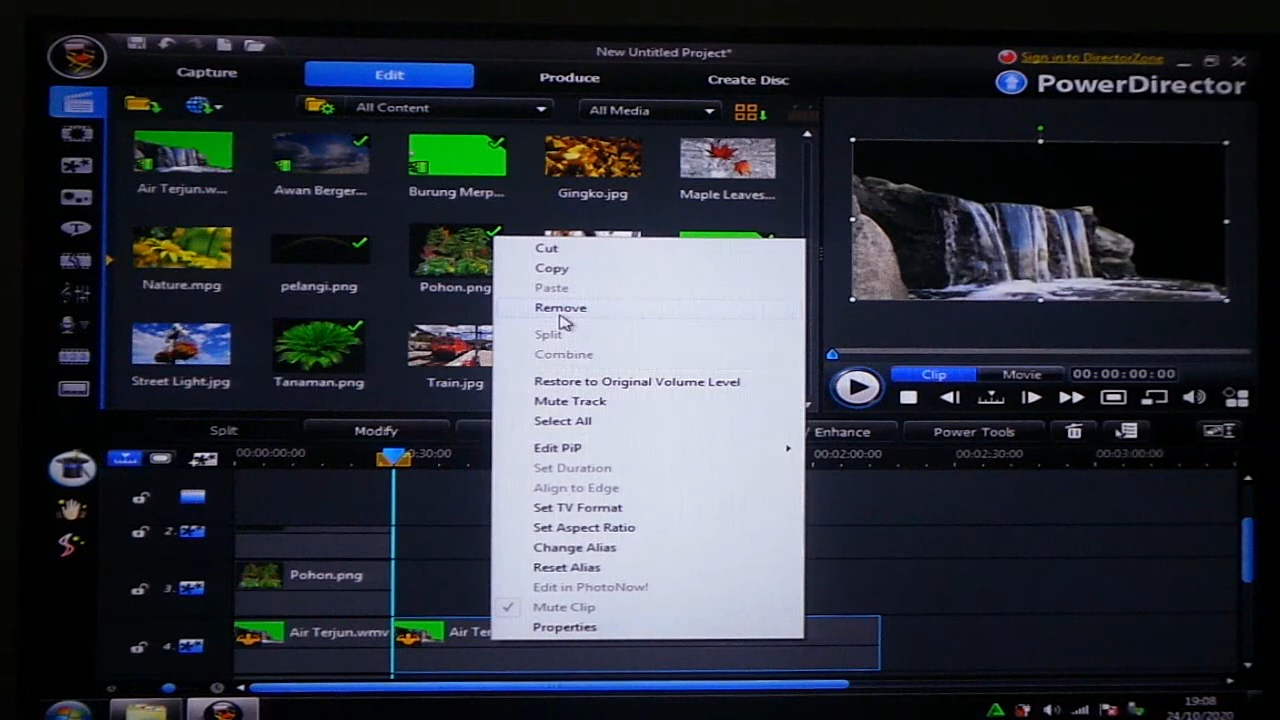 New Untitled Project*
Sign in to DirectorZone
Capture
Edit
Produce
Create Disc
PowerDirector
All Content
All Media
Air Terjun.w...
Awan Berger...
Burung Merp...
Gingko.jpg
Maple Leaves...
Nature.mpg
pelangi.png
Pohon.png
Street Light.jpg
Tanaman.png
Train.jpg
Cut
Copy
Paste
Remove
Split
Combine
Restore to Original Volume Level
Mute Track
Select All
Edit PiP
Set Duration
Align to Edge
Set TV Format
Set Aspect Ratio
Change Alias
Reset Alias
Edit in PhotoNow!
Mute Clip
Properties
Clip
Movie
00:00:00:00
Split
Modify
/ Enhance
Power Tools
00:00:00:00
0:30:00
00:02:00:00
00:02:30:00
00:03:00:00
2.
3.
Pohon.png
4.
Air Terjun.wmv
Air Te
19:08
24/10/2020